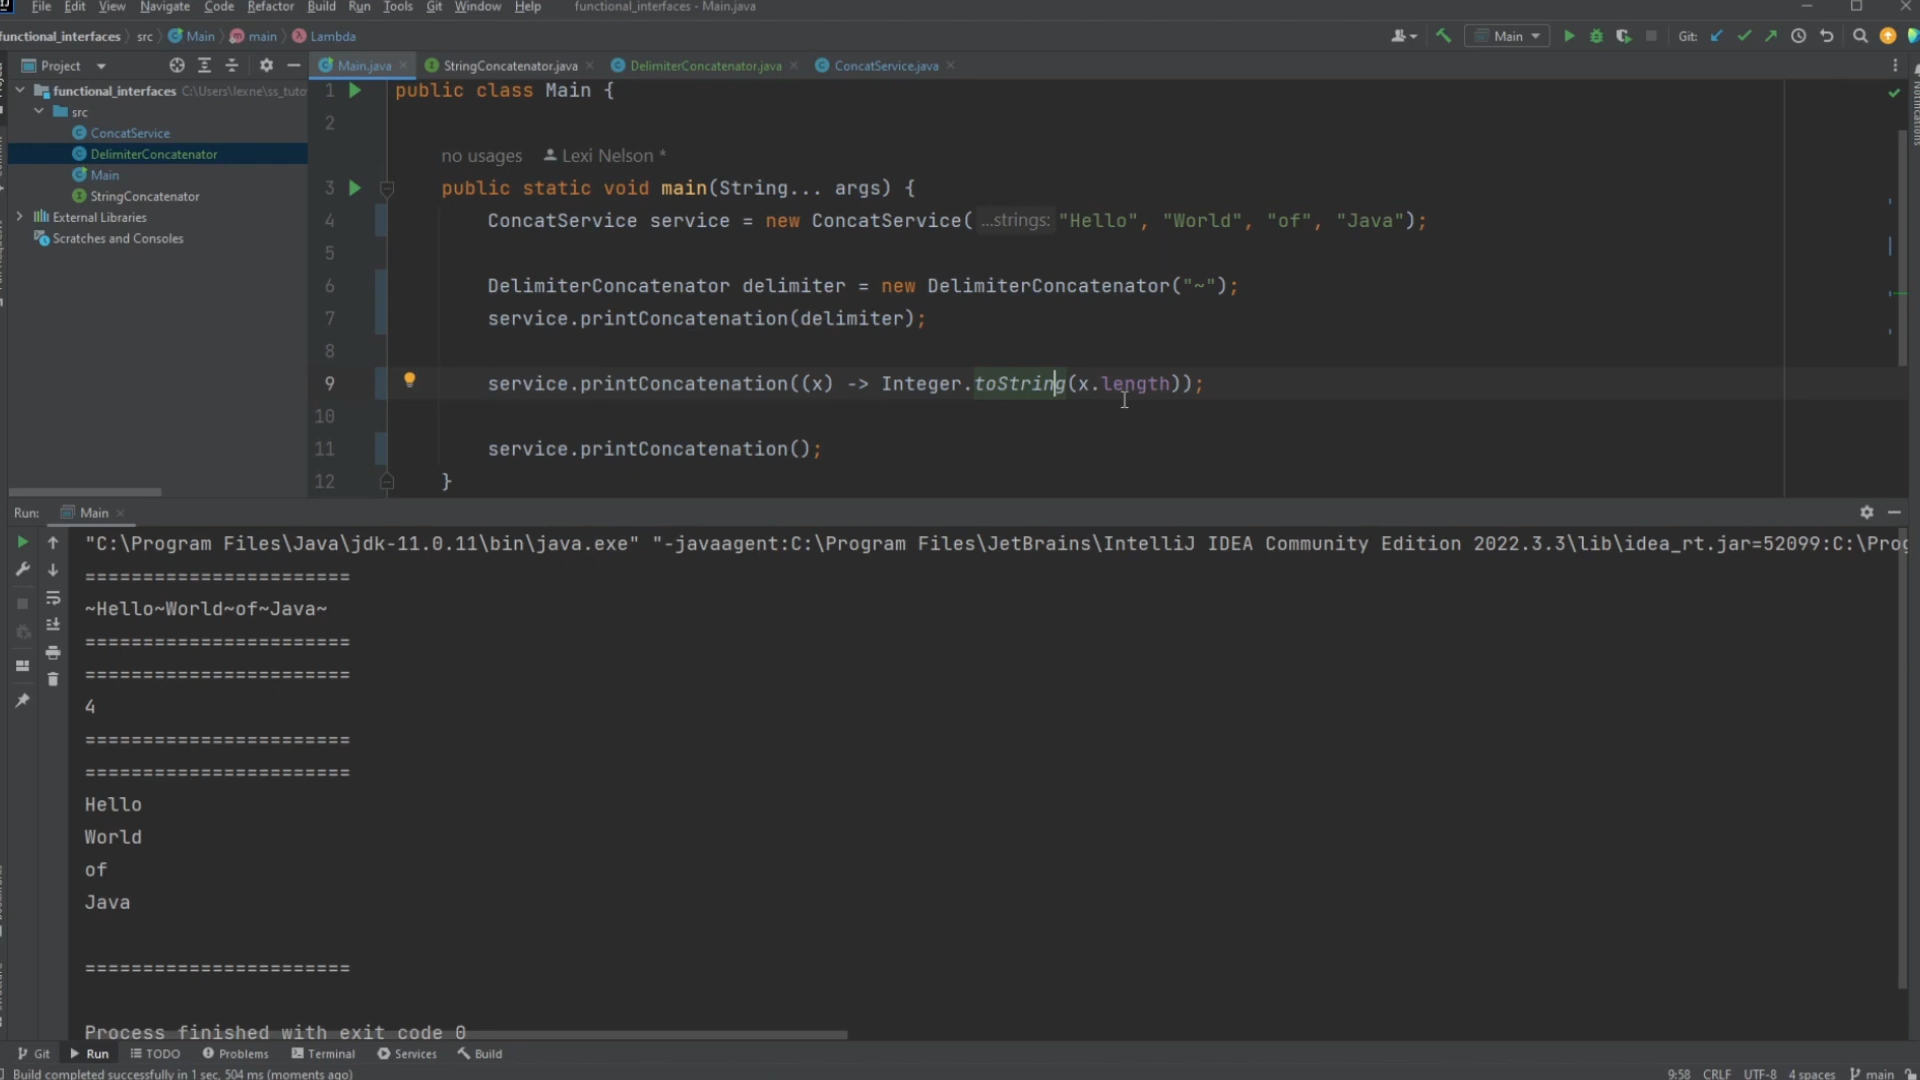 File Edit View Navigate Code Refactor Build Run Tools Git Window Help functional_interfaces - Main.java
functional_interfaces src Main main Lambda
Main Git:
Project
Main.java StringConcatenator.java DelimiterConcatenator.java ConcatService.java
functional_interfaces C:\Users\lexne\ss_tuto
src
ConcatService
DelimiterConcatenator
Main
StringConcatenator
External Libraries
Scratches and Consoles
Notifications
1 public class Main {
2
no usages Lexi Nelson *
3 public static void main(String... args) {
4 ConcatService service = new ConcatService( ...strings: "Hello", "World", "of", "Java");
5
6 DelimiterConcatenator delimiter = new DelimiterConcatenator("~");
7 service.printConcatenation(delimiter);
8
9 service.printConcatenation((x) -> Integer.toString(x.length));
10
11 service.printConcatenation();
12 }
Run: Main
"C:\Program Files\Java\jdk-11.0.11\bin\java.exe" "-javaagent:C:\Program Files\JetBrains\IntelliJ IDEA Community Edition 2022.3.3\lib\idea_rt.jar=52099:C:\Prog
=======================
~Hello~World~of~Java~
=======================
=======================
4
=======================
=======================
Hello
World
of
Java
=======================
Process finished with exit code 0
Git Run TODO Problems Terminal Services Build
Build completed successfully in 1 sec, 504 ms (moments ago) 9:58 CRLF UTF-8 4 spaces main